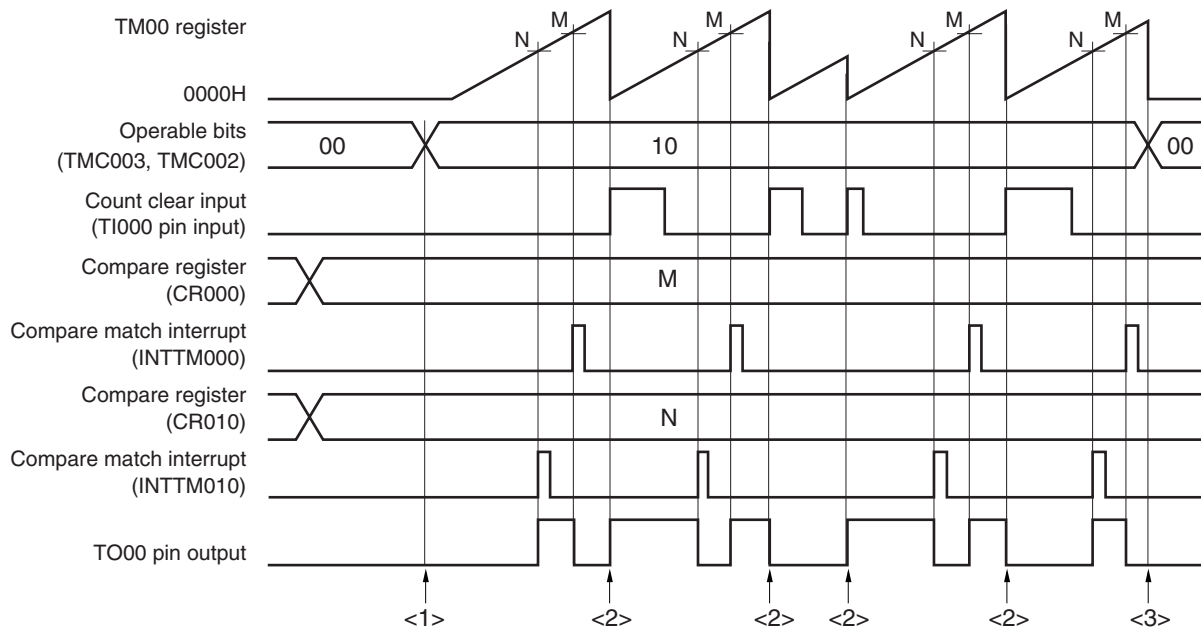 TM00 register
N
M
N
M
N
M
N
M
0000H
Operable bits
(TMC003, TMC002)
00
10
00
Count clear input
(TI000 pin input)
Compare register
(CR000)
M
Compare match interrupt
(INTTM000)
Compare register
(CR010)
N
Compare match interrupt
(INTTM010)
TO00 pin output
<1>
<2>
<2>
<2>
<2>
<3>